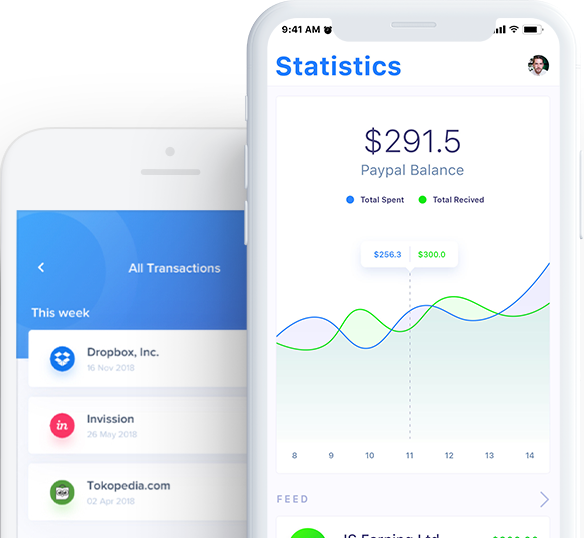 9:41 AM
Statistics
$291.5
Paypal Balance
Total Spent Total Recived
$256.3 $300.0
8 9 10 11 12 13 14
FEED
All Transactions
This week
Dropbox, Inc.
16 Nov 2018
in
Invission
26 May 2018
Tokopedia.com
02 Apr 2018